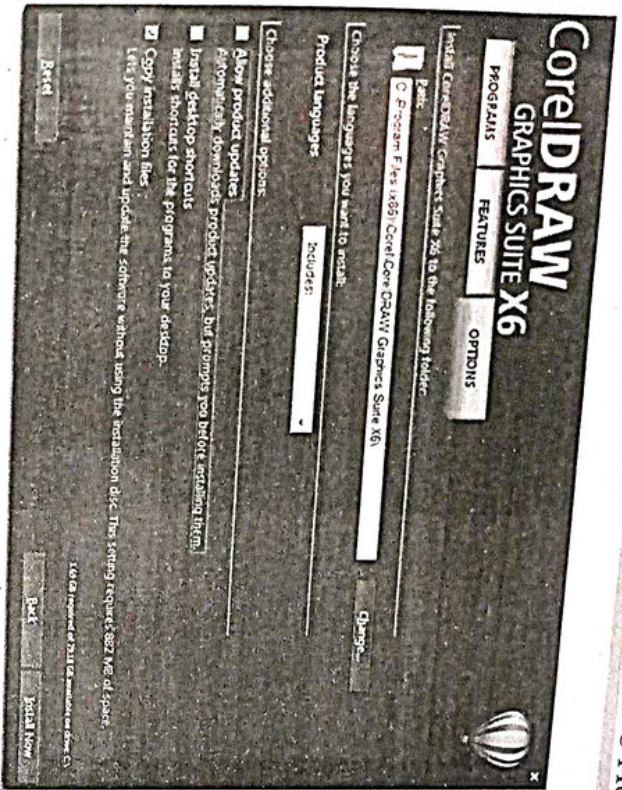 CorelDRAW
GRAPHICS SUITE X6
PROGRAMS
FEATURES
OPTIONS
Install CorelDRAW Graphics Suite X6 to the following folder:
Path:
C:\Program Files (x86)\Corel\CorelDRAW Graphics Suite X6\
Change...
Choose the languages you want to install:
Product languages
Includes:
Choose additional options:
Allow product updates
Automatically downloads product updates, but prompts you before installing them.
Install desktop shortcuts
Installs shortcuts for the programs to your desktop.
Copy installation files
Lets you maintain and update the software without using the installation disc. This setting requires 882 MB of space.
Reset
Back
Install Now